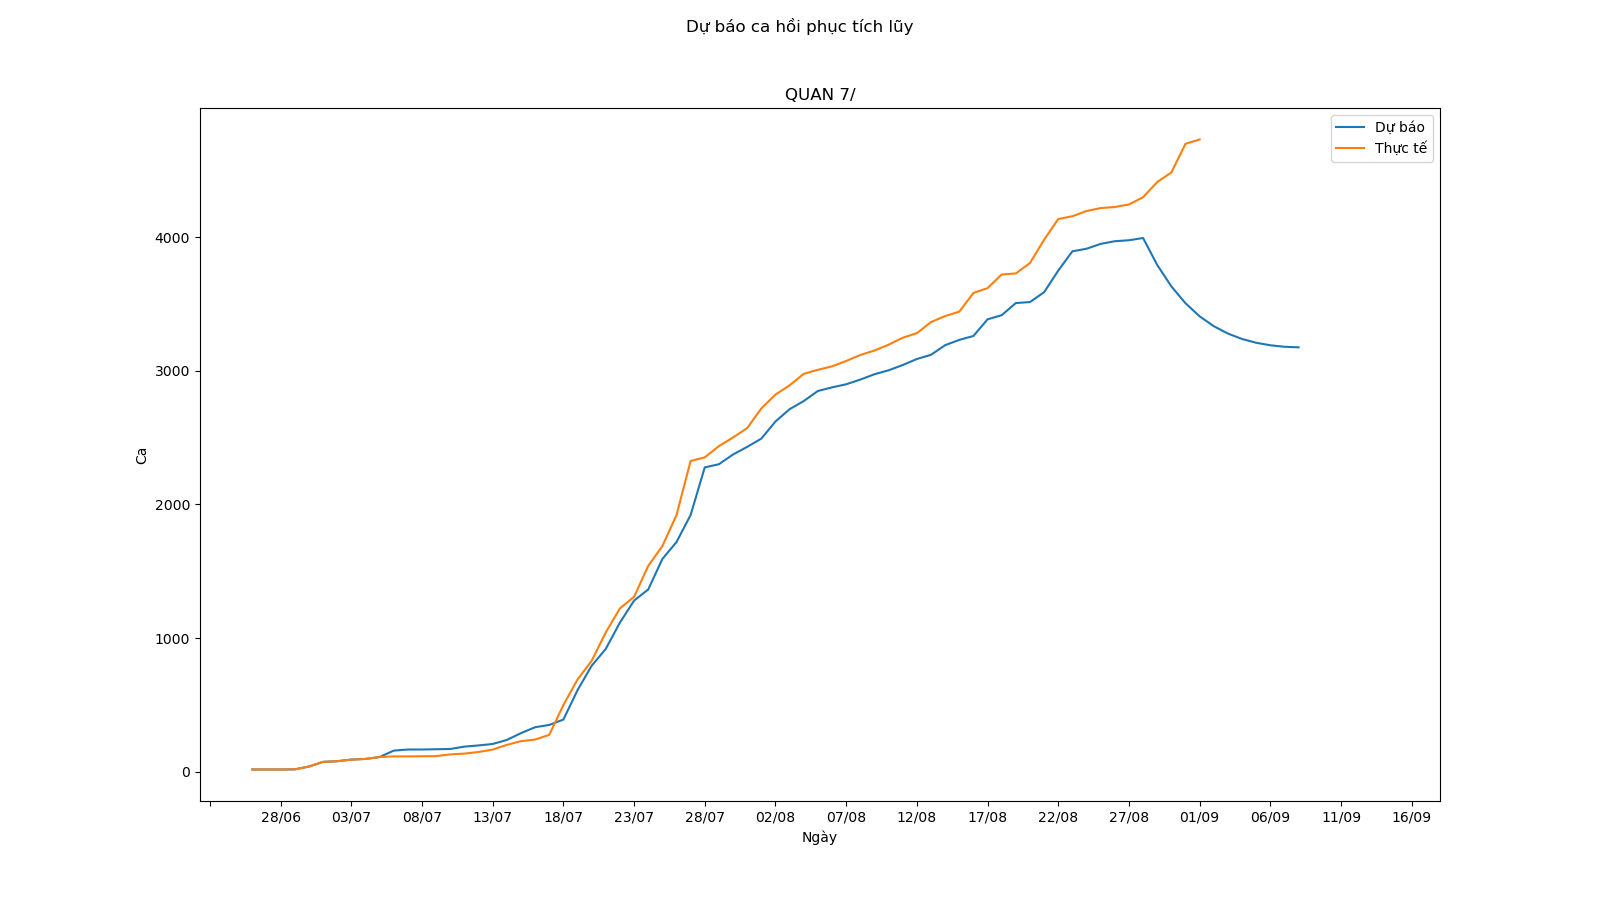 Dự báo ca hồi phục tích lũy
QUAN 7/
Dự báo
Thực tế
4000
3000
2000
1000
0
Ca
28/06 03/07 08/07 13/07 18/07 23/07 28/07 02/08 07/08 12/08 17/08 22/08 27/08 01/09 06/09 11/09 16/09
Ngày